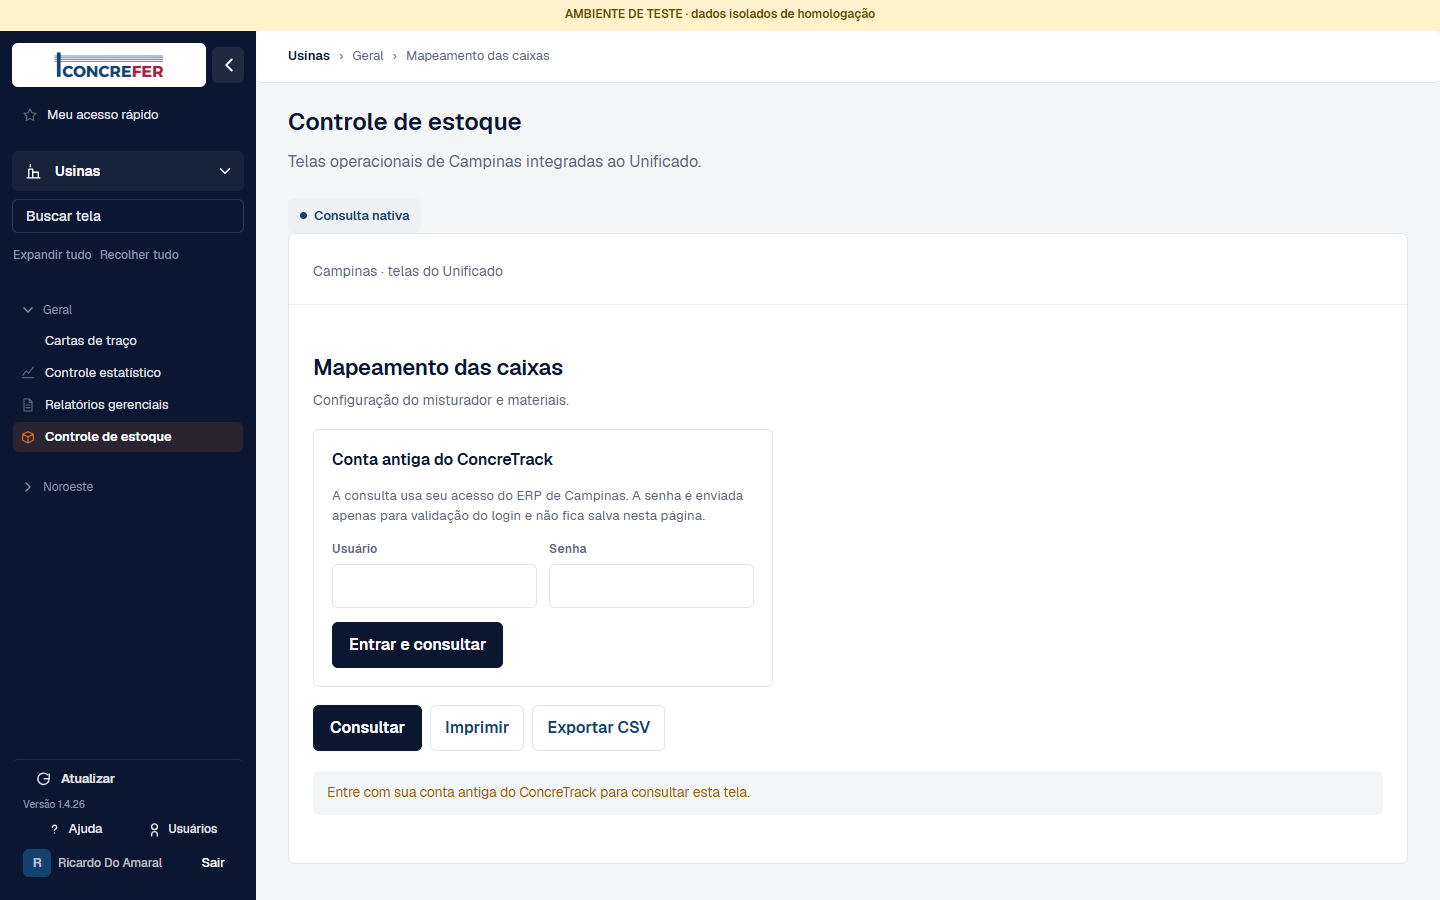 AMBIENTE DE TESTE · dados isolados de homologação
CONCREFER
Meu acesso rápido
Usinas
Buscar tela
Expandir tudo Recolher tudo
Geral
Cartas de traço
Controle estatístico
Relatórios gerenciais
Controle de estoque
Noroeste
Atualizar
Versão 1.4.26
? Ajuda Usuários
R Ricardo Do Amaral Sair
Usinas › Geral › Mapeamento das caixas
Controle de estoque
Telas operacionais de Campinas integradas ao Unificado.
Consulta nativa
Campinas · telas do Unificado
Mapeamento das caixas
Configuração do misturador e materiais.
Conta antiga do ConcreTrack
A consulta usa seu acesso do ERP de Campinas. A senha é enviada
apenas para validação do login e não fica salva nesta página.
Usuário Senha
Entrar e consultar
Consultar Imprimir Exportar CSV
Entre com sua conta antiga do ConcreTrack para consultar esta tela.